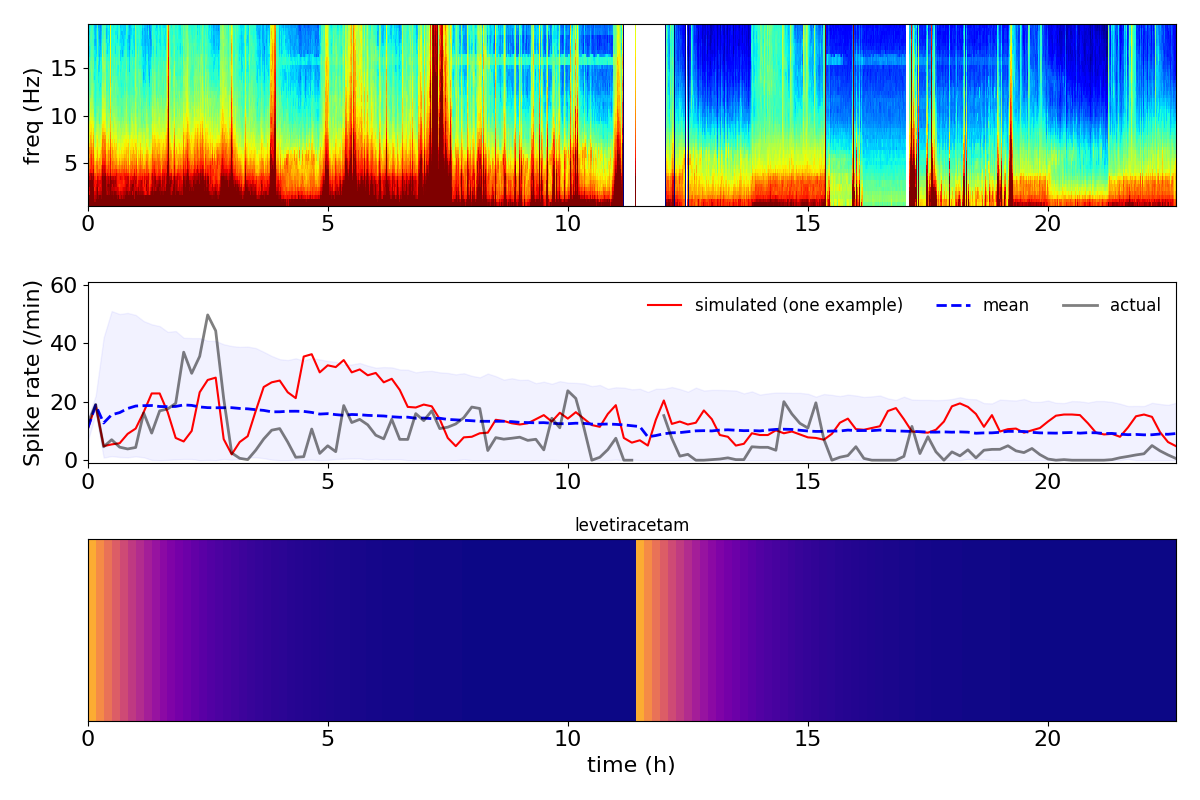 freq (Hz)
15
10
5
0 5 10 15 20
Spike rate (/min)
60
40
20
0
simulated (one example) mean actual
0 5 10 15 20
levetiracetam
0 5 10 15 20
time (h)